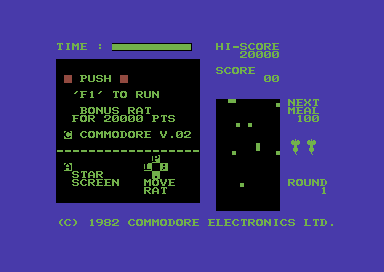 TIME :
HI-SCORE
20000
SCORE
00
PUSH
'F1' TO RUN
BONUS RAT
FOR 20000 PTS
C COMMODORE V.02
NEXT
MEAL
100
P
L :
A
STAR
SCREEN
MOVE
RAT
ROUND
1
(C) 1982 COMMODORE ELECTRONICS LTD.